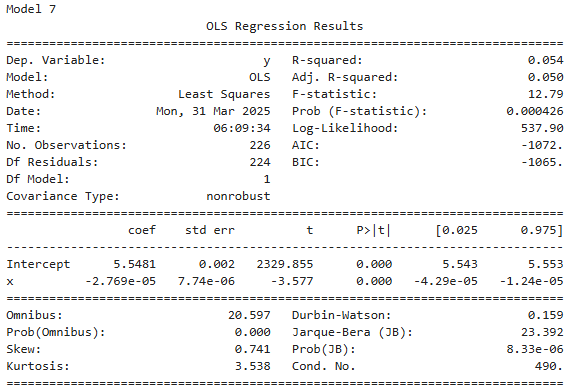 Model 7
                            OLS Regression Results
==============================================================================
Dep. Variable:                      y   R-squared:                       0.054
Model:                            OLS   Adj. R-squared:                  0.050
Method:                 Least Squares   F-statistic:                     12.79
Date:                Mon, 31 Mar 2025   Prob (F-statistic):           0.000426
Time:                        06:09:34   Log-Likelihood:                 537.90
No. Observations:                 226   AIC:                            -1072.
Df Residuals:                     224   BIC:                            -1065.
Df Model:                           1
Covariance Type:            nonrobust
==============================================================================
                 coef    std err          t      P>|t|      [0.025      0.975]
------------------------------------------------------------------------------
Intercept      5.5481      0.002   2329.855      0.000       5.543       5.553
x          -2.769e-05   7.74e-06     -3.577      0.000   -4.29e-05   -1.24e-05
==============================================================================
Omnibus:                       20.597   Durbin-Watson:                   0.159
Prob(Omnibus):                  0.000   Jarque-Bera (JB):               23.392
Skew:                           0.741   Prob(JB):                     8.33e-06
Kurtosis:                       3.538   Cond. No.                         490.
==============================================================================